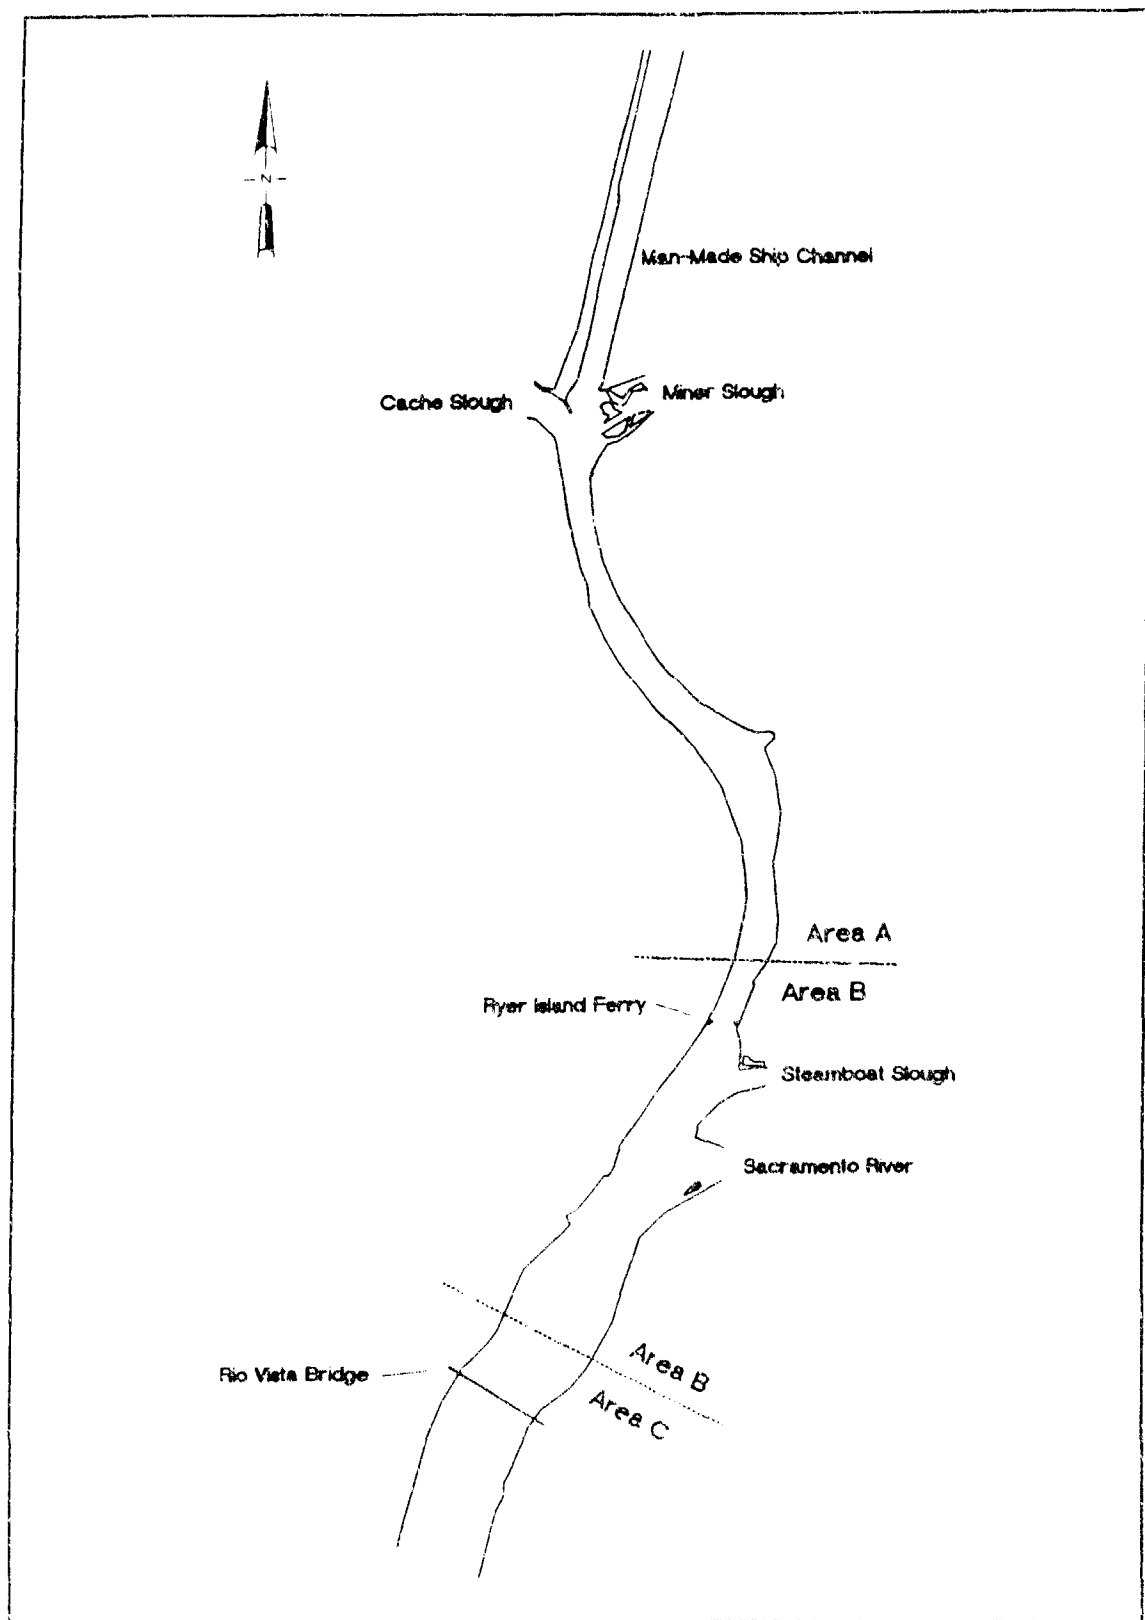 N
Man-Made Ship Channel
Cache Slough
Miner Slough
Area A
Area B
Ryer Island Ferry
Steamboat Slough
Sacramento River
Area B
Rio Vista Bridge
Area C